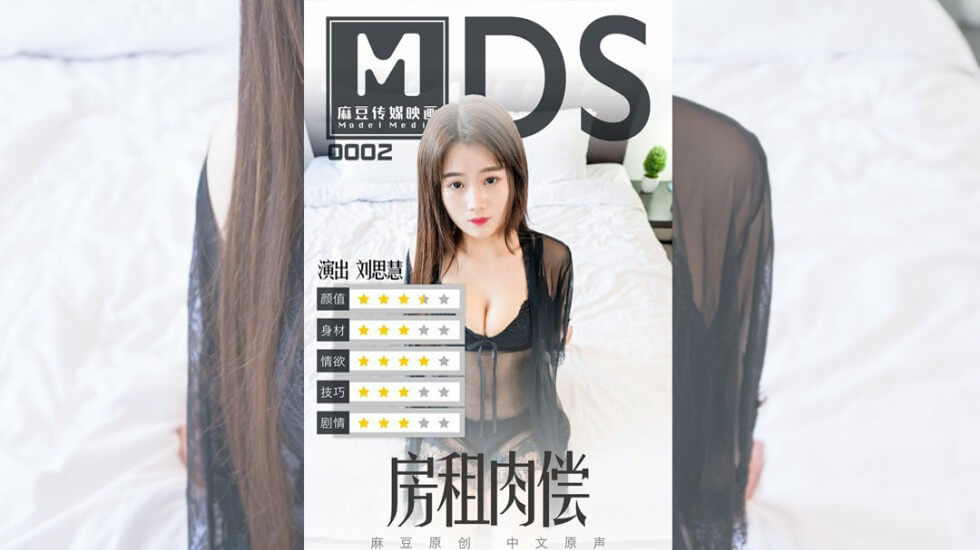 MDS
麻豆传媒映画
Model Medi
0002
演出 刘思慧
颜值
身材
情欲
技巧
剧情
房租肉偿
麻豆原创 中文原声